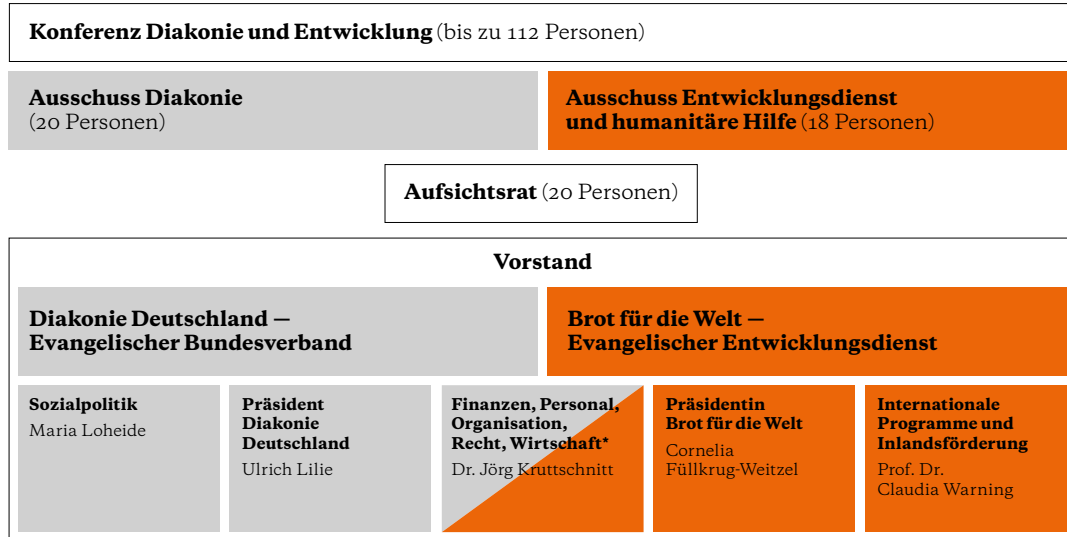 Konferenz Diakonie und Entwicklung (bis zu 112 Personen)
Ausschuss Diakonie
(20 Personen)
Ausschuss Entwicklungsdienst
und humanitäre Hilfe (18 Personen)
Aufsichtsrat (20 Personen)
Vorstand
Diakonie Deutschland —
Evangelischer Bundesverband
Brot für die Welt —
Evangelischer Entwicklungsdienst
Sozialpolitik
Maria Loheide
Präsident
Diakonie
Deutschland
Ulrich Lilie
Finanzen, Personal,
Organisation,
Recht, Wirtschaft*
Dr. Jörg Kruttschnitt
Präsidentin
Brot für die Welt
Cornelia
Füllkrug-Weitzel
Internationale
Programme und
Inlandsförderung
Prof. Dr.
Claudia Warning